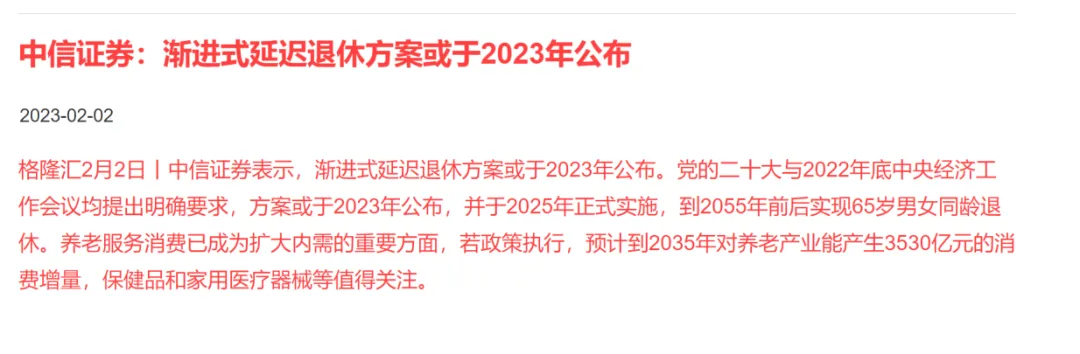 中信证券：渐进式延迟退休方案或于2023年公布
2023-02-02
格隆汇2月2日丨中信证券表示，渐进式延迟退休方案或于2023年公布。党的二十大与2022年底中央经济工
作会议均提出明确要求，方案或于2023年公布，并于2025年正式实施，到2055年前后实现65岁男女同龄退
休。养老服务消费已成为扩大内需的重要方面，若政策执行，预计到2035年对养老产业能产生3530亿元的消
费增量，保健品和家用医疗器械等值得关注。